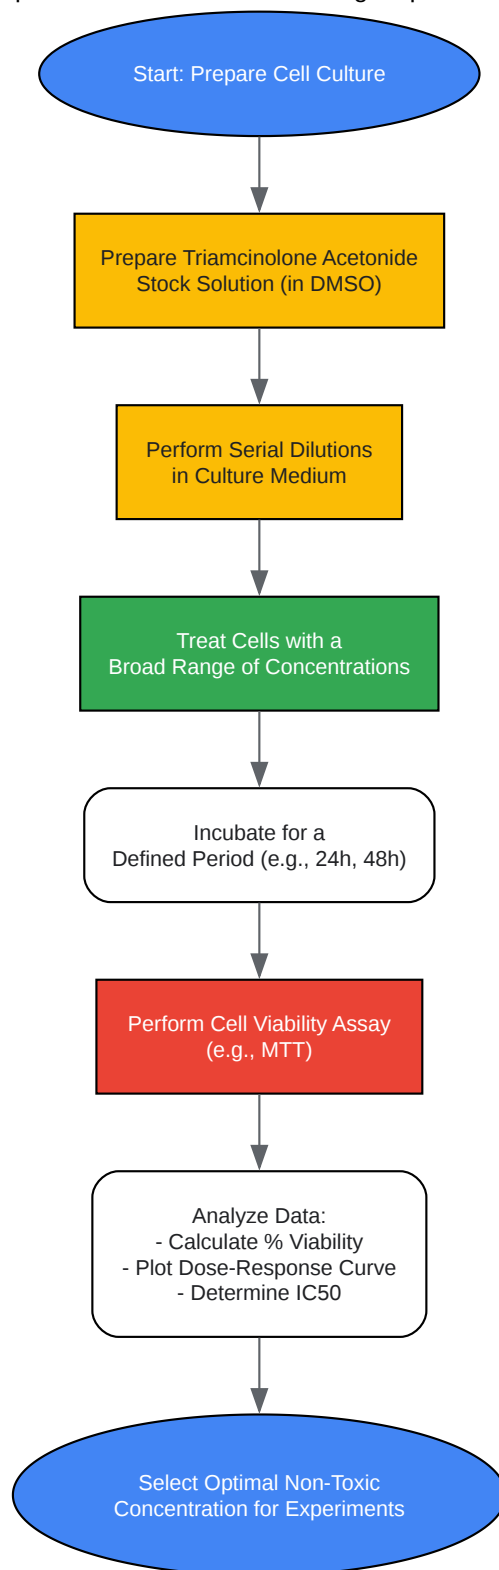 Start: Prepare Cell Culture
Prepare Triamcinolone Acetonide
Stock Solution (in DMSO)
Perform Serial Dilutions
in Culture Medium
Treat Cells with a
Broad Range of Concentrations
Incubate for a
Defined Period (e.g., 24h, 48h)
Perform Cell Viability Assay
(e.g., MTT)
Analyze Data:
- Calculate % Viability
- Plot Dose-Response Curve
- Determine IC50
Select Optimal Non-Toxic
Concentration for Experiments